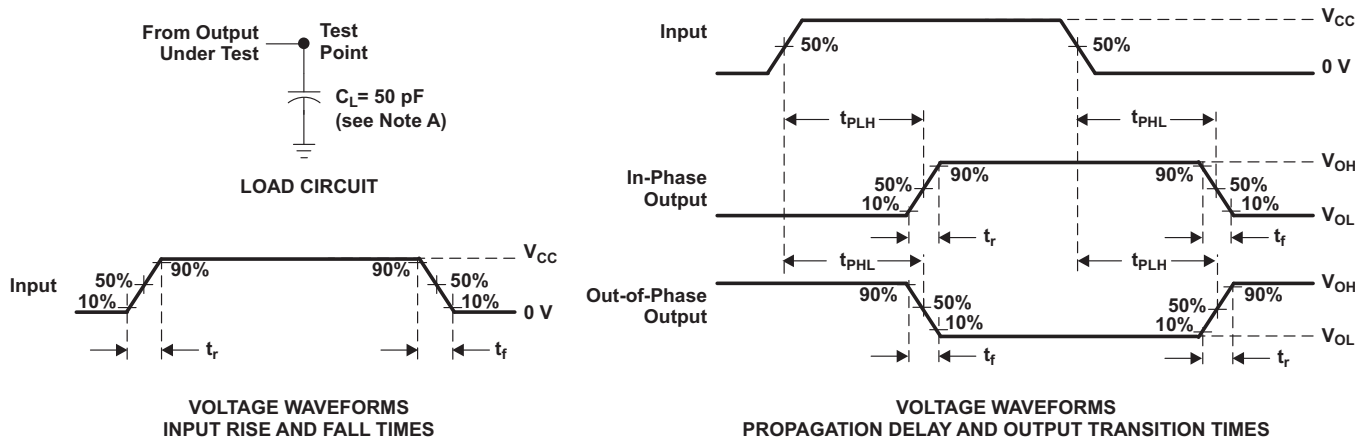 From Output
Under Test
Test
Point
C_L= 50 pF
(see Note A)
LOAD CIRCUIT
Input
10%
50%
90%
90%
50%
10%
V_CC
0 V
t_r
t_f
VOLTAGE WAVEFORMS
INPUT RISE AND FALL TIMES
Input
50%
50%
V_CC
0 V
t_PLH
t_PHL
In-Phase
Output
10%
50%
90%
90%
50%
10%
V_OH
V_OL
t_r
t_f
t_PHL
t_PLH
Out-of-Phase
Output
90%
50%
10%
10%
50%
90%
V_OH
V_OL
t_f
t_r
VOLTAGE WAVEFORMS
PROPAGATION DELAY AND OUTPUT TRANSITION TIMES